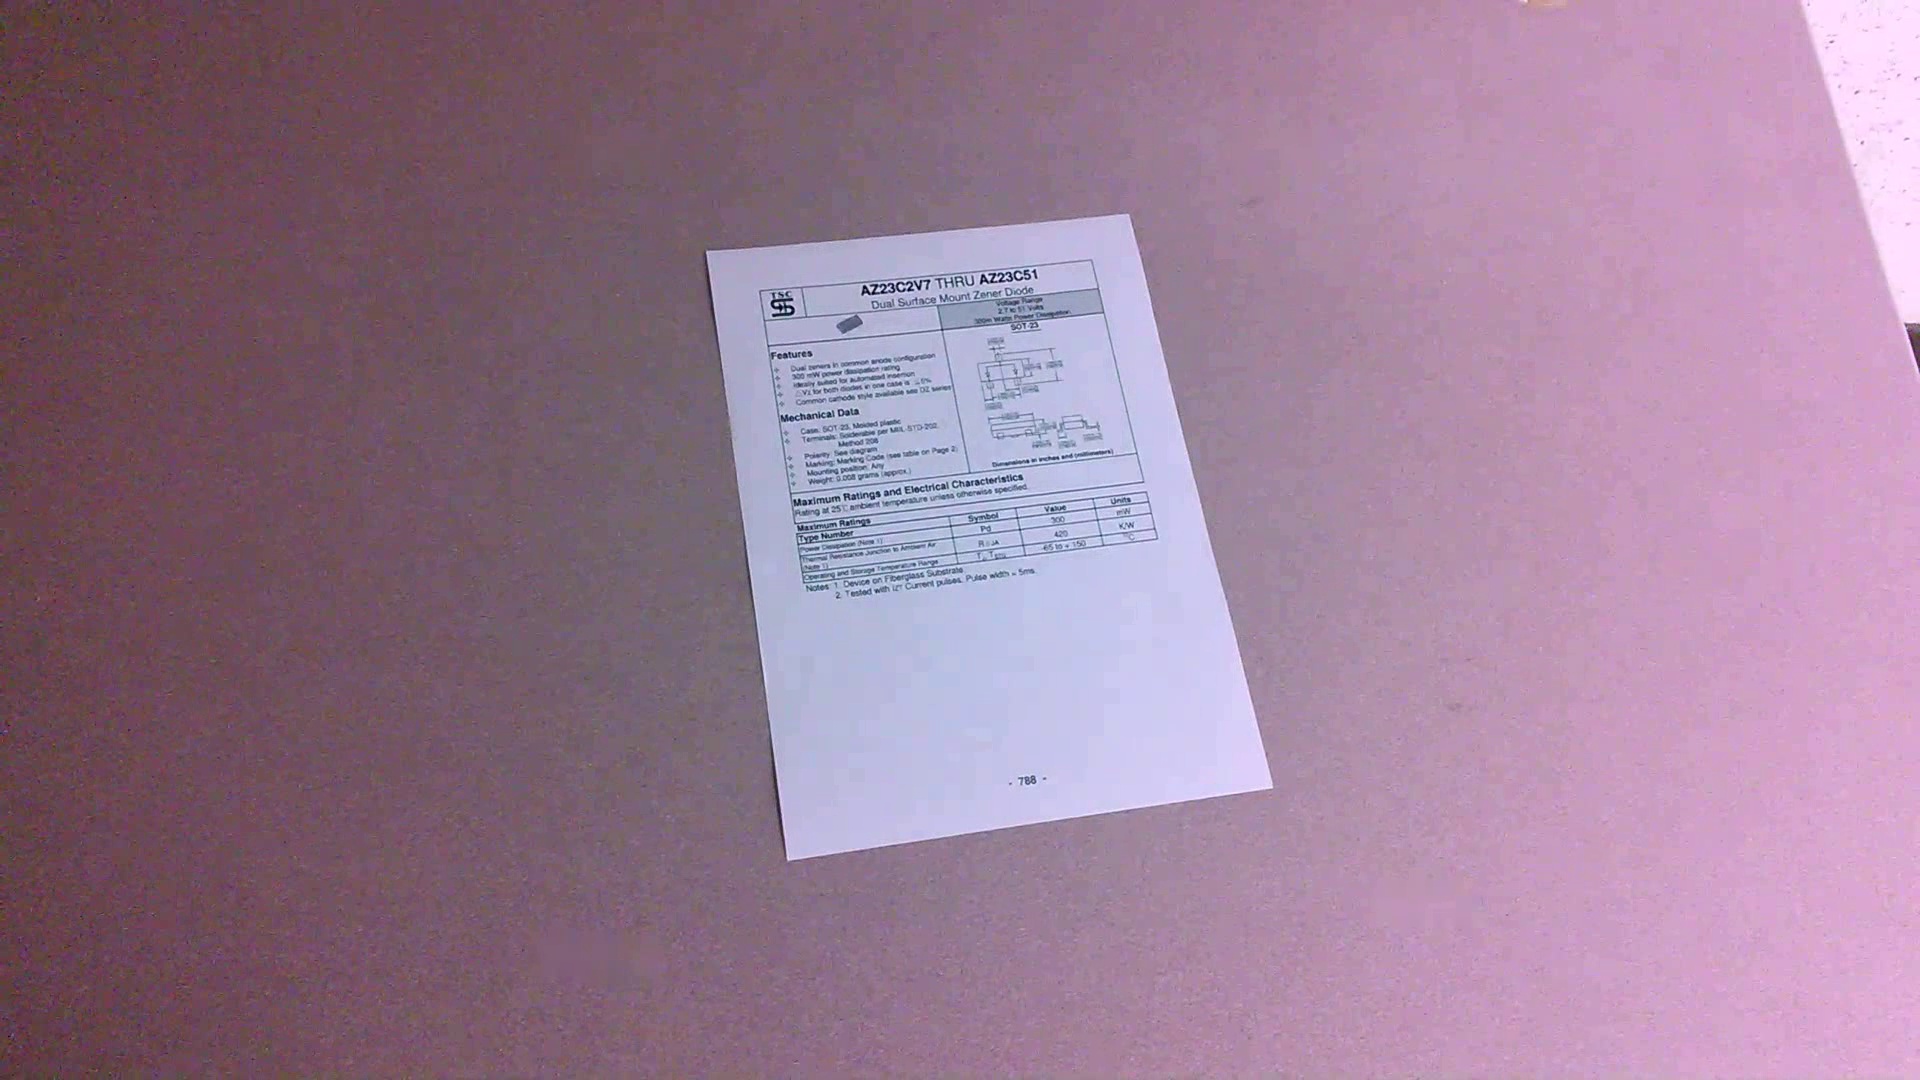 TSC
AZ23C2V7 THRU AZ23C51
Dual Surface Mount Zener Diode
Voltage Range
2.7 to 51 Volts
300m Watts Power Dissipation
SOT-23
Features
Dual zeners in common anode configuration
300 mW power dissipation rating
Ideally suited for automated insertion
△Vz for both diodes in one case is ≦5%
Common cathode style available see DZ series
Mechanical Data
Case: SOT-23, Molded plastic
Terminals: Solderable per MIL-STD-202,
Method 208
Polarity: See diagram
Marking: Marking Code (see table on Page 2)
Mounting position: Any
Weight: 0.008 grams (approx.)
Dimensions in inches and (millimeters)
Maximum Ratings and Electrical Characteristics
Rating at 25℃ ambient temperature unless otherwise specified.
Maximum Ratings
Type Number Symbol Value Units
Power Dissipation (Note 1) Pd 300 mW
Thermal Resistance Junction to Ambient Air
(Note 1) RθJA 420 K/W
Operating and Storage Temperature Range TJ, TSTG -65 to + 150 °C
Notes: 1. Device on Fiberglass Substrate.
2. Tested with IZT Current pulses. Pulse width = 5ms.
- 788 -